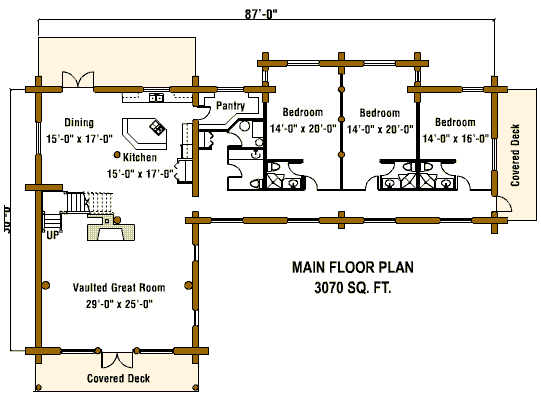 87'-0"
Pantry
Dining
15'-0" x 17'-0"
Kitchen
15'-0" x 17'-0"
Bedroom
14'-0" x 20'-0"
Bedroom
14'-0" x 20'-0"
Bedroom
14'-0" x 16'-0"
Covered Deck
UP
Vaulted Great Room
29'-0" x 25'-0"
MAIN FLOOR PLAN
3070 SQ. FT.
Covered Deck